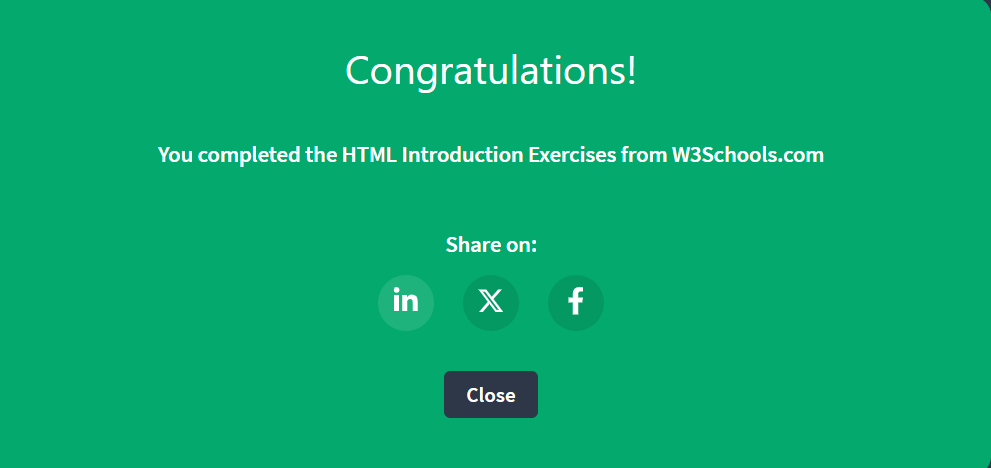 Congratulations!
You completed the HTML Introduction Exercises from W3Schools.com
Share on:
in X f
Close